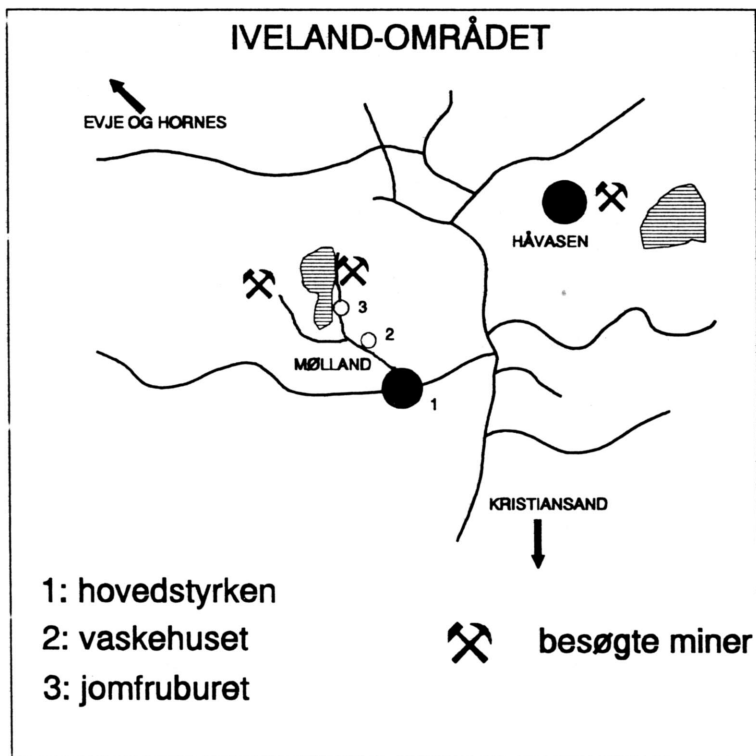 IVELAND-OMRÅDET
EVJE OG HORNES
HÅVASEN
3
2
MØLLAND
1
KRISTIANSAND
1: hovedstyrken
2: vaskehuset
besøgte miner
3: jomfruburet